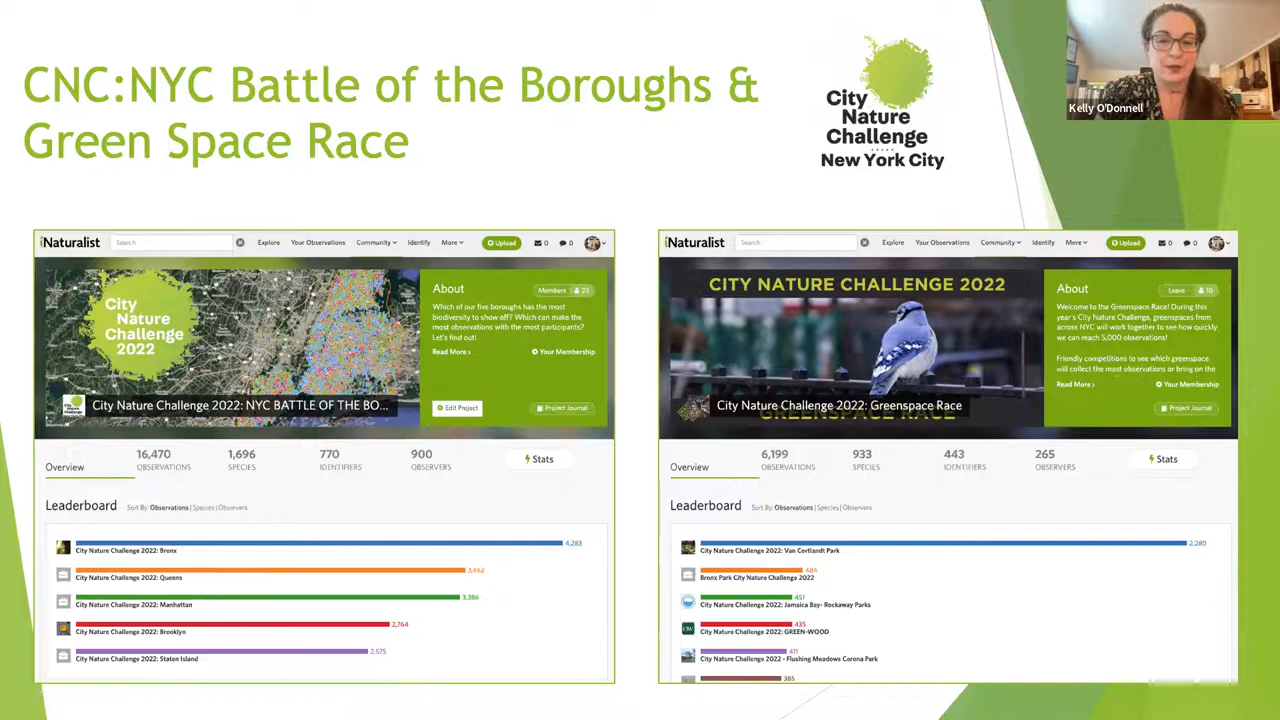 CNC:NYC Battle of the Boroughs &
Green Space Race
City
Nature
Challenge
New York City
Kelly O'Donnell
iNaturalist
Search
Explore
Your Observations
Community
Identify
More
Upload
0
0
City
Nature
Challenge
2022
City Nature Challenge 2022: NYC BATTLE OF THE BO...
About
Members 23
Which of our five boroughs has the most
biodiversity to show off? Which can make the
most observations with the most participants?
Let's find out!
Read More >
Your Membership
Edit Project
Project Journal
Overview
16,470
OBSERVATIONS
1,696
SPECIES
770
IDENTIFIERS
900
OBSERVERS
Stats
Leaderboard Sort By: Observations | Species | Observers
4,283
City Nature Challenge 2022: Bronx
3,462
City Nature Challenge 2022: Queens
3,386
City Nature Challenge 2022: Manhattan
2,764
City Nature Challenge 2022: Brooklyn
2,575
City Nature Challenge 2022: Staten Island
iNaturalist
Search
Explore
Your Observations
Community
Identify
More
Upload
0
0
CITY NATURE CHALLENGE 2022
City Nature Challenge 2022: Greenspace Race
GREENSPACE RACE
About
Leave 10
Welcome to the Greenspace Race! During this
year's City Nature Challenge, greenspaces from
across NYC will work together to see how quickly
we can reach 5,000 observations!
Friendly competitions to see which greenspace
will collect the most observations or bring on the
Read More >
Your Membership
Project Journal
Overview
6,199
OBSERVATIONS
933
SPECIES
443
IDENTIFIERS
265
OBSERVERS
Stats
Leaderboard Sort By: Observations | Species | Observers
2,280
City Nature Challenge 2022: Van Cortlandt Park
484
Bronx Park City Nature Challenge 2022
451
City Nature Challenge 2022: Jamaica Bay- Rockaway Parks
435
City Nature Challenge 2022: GREEN-WOOD
411
City Nature Challenge 2022 - Flushing Meadows Corona Park
385